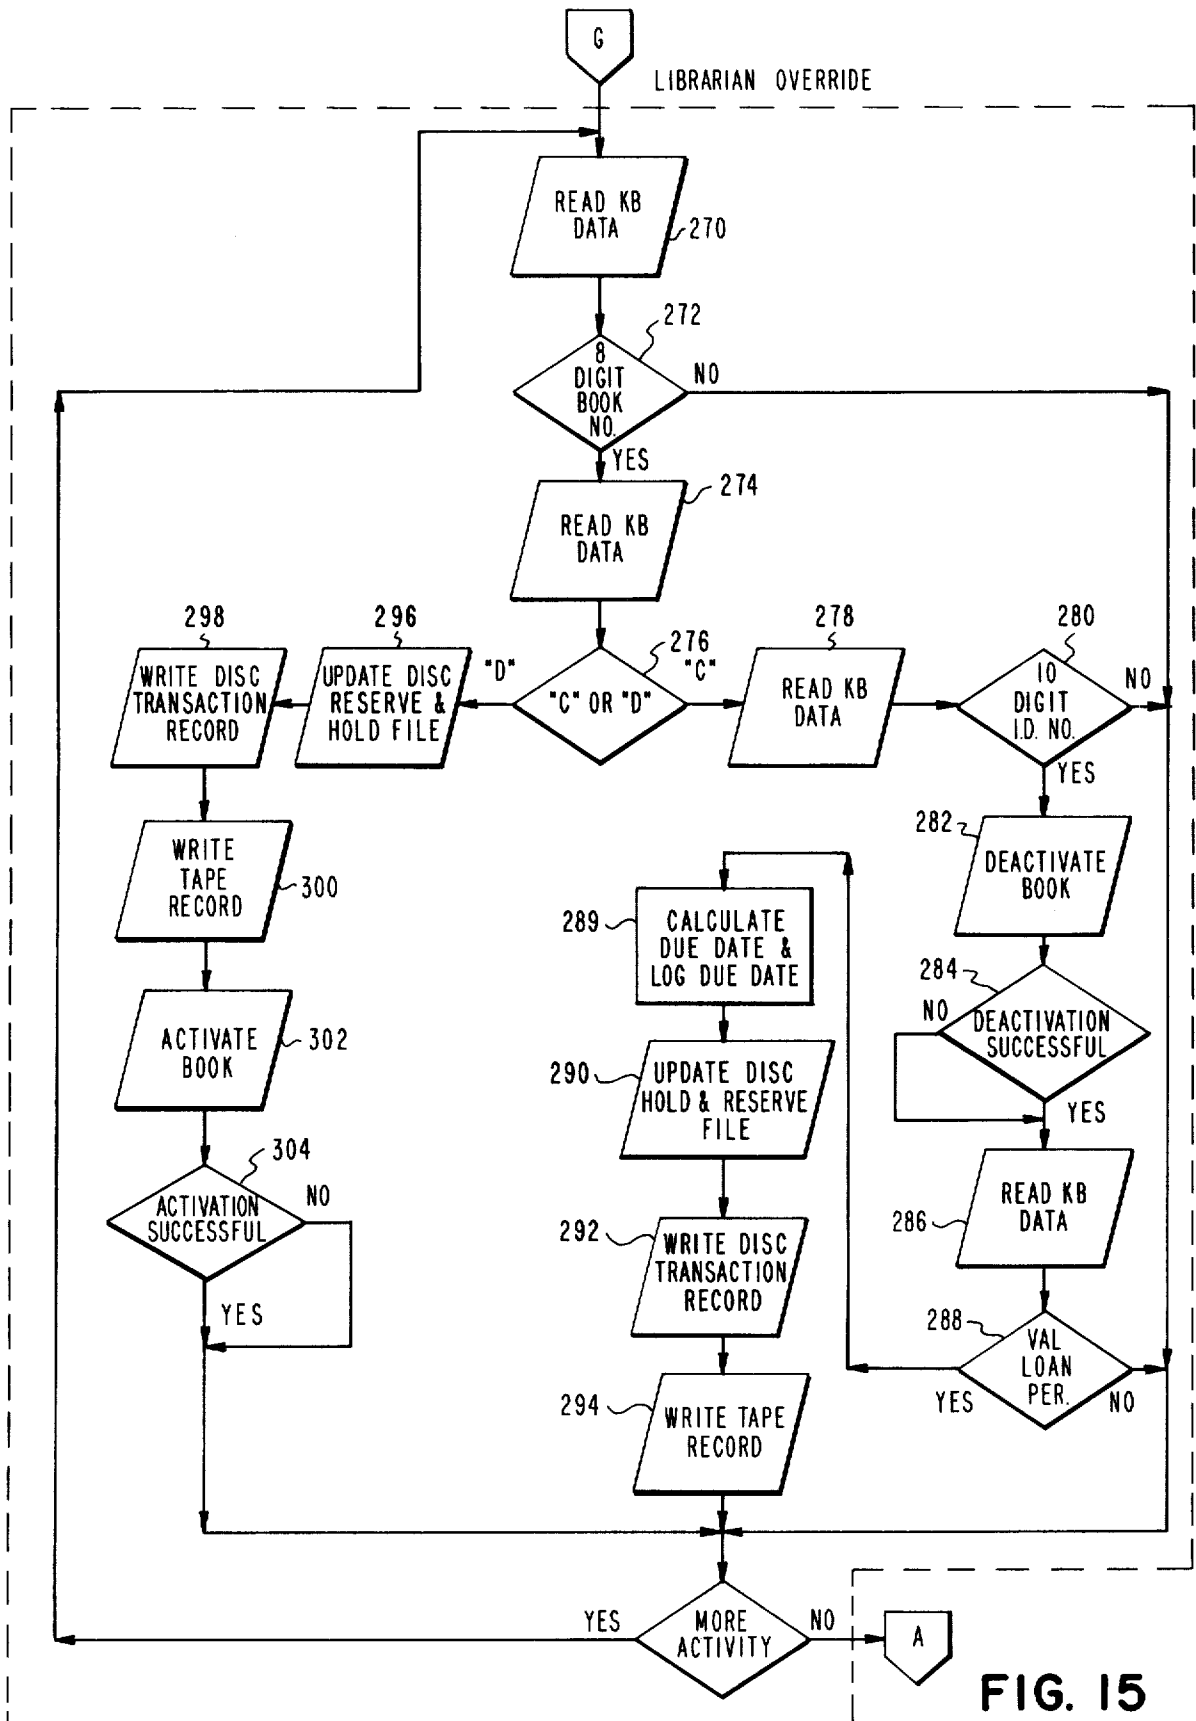 G
LIBRARIAN OVERRIDE
READ KB
DATA
270
272
8
DIGIT
BOOK
NO.
NO
YES
274
READ KB
DATA
298
296
278
280
WRITE DISC
TRANSACTION
RECORD
UPDATE DISC
RESERVE &
HOLD FILE
"D"
276
"C" OR "D"
"C"
READ KB
DATA
10
DIGIT
I.D. NO.
NO
YES
282
DEACTIVATE
BOOK
WRITE
TAPE
RECORD
300
289
CALCULATE
DUE DATE &
LOG DUE DATE
284
NO
DEACTIVATION
SUCCESSFUL
YES
ACTIVATE
BOOK
302
290
UPDATE DISC
HOLD & RESERVE
FILE
304
ACTIVATION
SUCCESSFUL
NO
YES
READ KB
DATA
286
292
WRITE DISC
TRANSACTION
RECORD
288
VAL
LOAN
PER.
YES
NO
294
WRITE TAPE
RECORD
YES
MORE
ACTIVITY
NO
A
FIG. 15